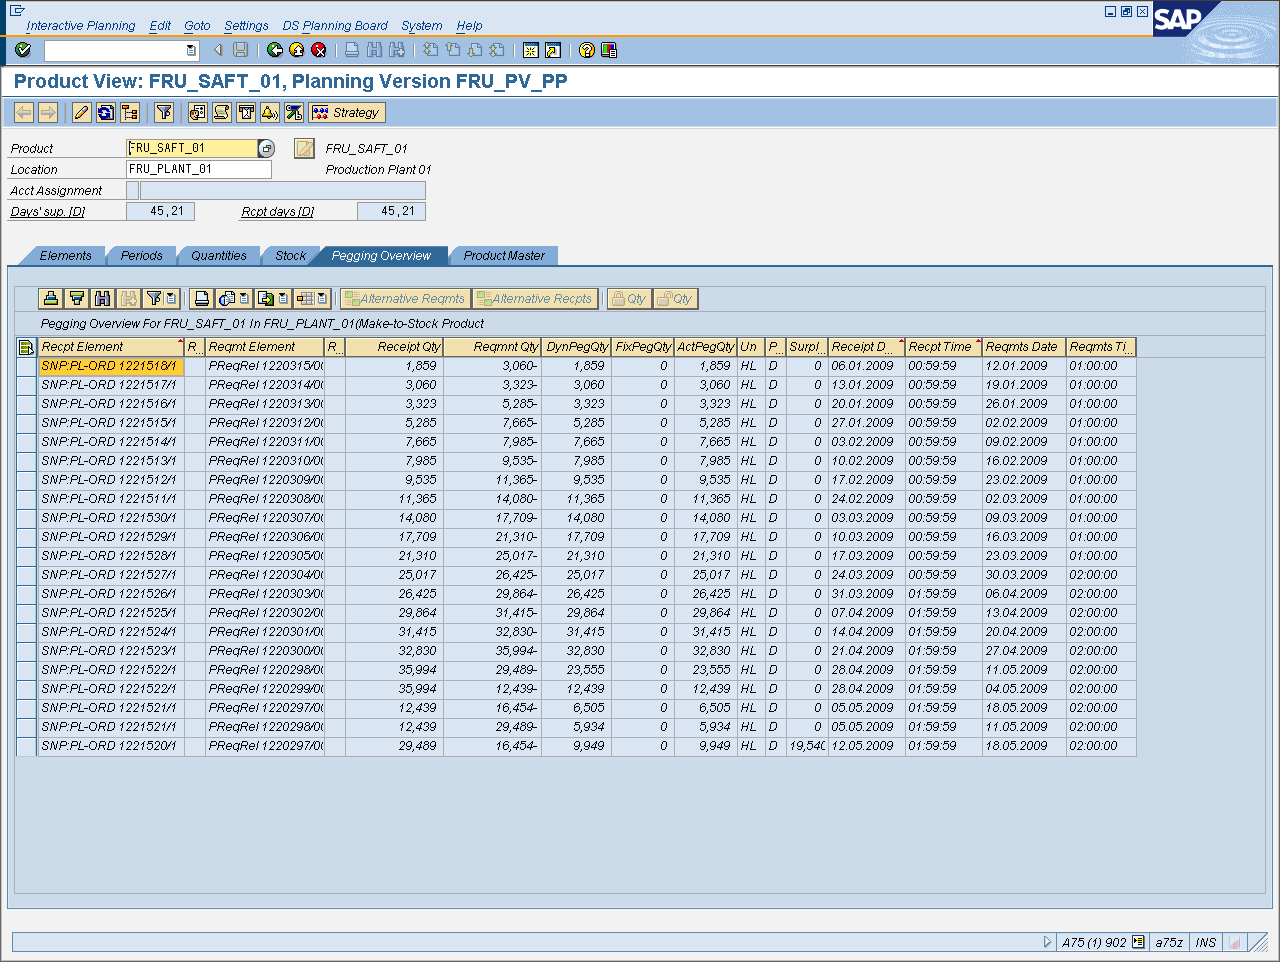 Interactive Planning Edit Goto Settings DS Planning Board System Help
SAP
Product View: FRU_SAFT_01, Planning Version FRU_PV_PP
Strategy
Product FRU_SAFT_01 FRU_SAFT_01
Location FRU_PLANT_01 Production Plant 01
Acct Assignment
Days' sup. [D] 45,21 Rcpt days [D] 45,21
Elements Periods Quantities Stock Pegging Overview Product Master
Alternative Reqmts Alternative Recpts Qty Qty
Pegging Overview For FRU_SAFT_01 In FRU_PLANT_01(Make-to-Stock Product
Recpt Element R... Reqmt Element R... Receipt Qty Reqmnt Qty DynPegQty FixPegQty ActPegQty Un P... Surpl... Receipt D... Recpt Time Reqmts Date Reqmts Ti...
SNP:PL-ORD 1221518/1 PReqRel 1220315/00 1,859 3,060- 1,859 0 1,859 HL D 0 06.01.2009 00:59:59 12.01.2009 01:00:00
SNP:PL-ORD 1221517/1 PReqRel 1220314/00 3,060 3,323- 3,060 0 3,060 HL D 0 13.01.2009 00:59:59 19.01.2009 01:00:00
SNP:PL-ORD 1221516/1 PReqRel 1220313/00 3,323 5,285- 3,323 0 3,323 HL D 0 20.01.2009 00:59:59 26.01.2009 01:00:00
SNP:PL-ORD 1221515/1 PReqRel 1220312/00 5,285 7,665- 5,285 0 5,285 HL D 0 27.01.2009 00:59:59 02.02.2009 01:00:00
SNP:PL-ORD 1221514/1 PReqRel 1220311/00 7,665 7,985- 7,665 0 7,665 HL D 0 03.02.2009 00:59:59 09.02.2009 01:00:00
SNP:PL-ORD 1221513/1 PReqRel 1220310/00 7,985 9,535- 7,985 0 7,985 HL D 0 10.02.2009 00:59:59 16.02.2009 01:00:00
SNP:PL-ORD 1221512/1 PReqRel 1220309/00 9,535 11,365- 9,535 0 9,535 HL D 0 17.02.2009 00:59:59 23.02.2009 01:00:00
SNP:PL-ORD 1221511/1 PReqRel 1220308/00 11,365 14,080- 11,365 0 11,365 HL D 0 24.02.2009 00:59:59 02.03.2009 01:00:00
SNP:PL-ORD 1221530/1 PReqRel 1220307/00 14,080 17,709- 14,080 0 14,080 HL D 0 03.03.2009 00:59:59 09.03.2009 01:00:00
SNP:PL-ORD 1221529/1 PReqRel 1220306/00 17,709 21,310- 17,709 0 17,709 HL D 0 10.03.2009 00:59:59 16.03.2009 01:00:00
SNP:PL-ORD 1221528/1 PReqRel 1220305/00 21,310 25,017- 21,310 0 21,310 HL D 0 17.03.2009 00:59:59 23.03.2009 01:00:00
SNP:PL-ORD 1221527/1 PReqRel 1220304/00 25,017 26,425- 25,017 0 25,017 HL D 0 24.03.2009 00:59:59 30.03.2009 02:00:00
SNP:PL-ORD 1221526/1 PReqRel 1220303/00 26,425 29,864- 26,425 0 26,425 HL D 0 31.03.2009 01:59:59 06.04.2009 02:00:00
SNP:PL-ORD 1221525/1 PReqRel 1220302/00 29,864 31,415- 29,864 0 29,864 HL D 0 07.04.2009 01:59:59 13.04.2009 02:00:00
SNP:PL-ORD 1221524/1 PReqRel 1220301/00 31,415 32,830- 31,415 0 31,415 HL D 0 14.04.2009 01:59:59 20.04.2009 02:00:00
SNP:PL-ORD 1221523/1 PReqRel 1220300/00 32,830 35,994- 32,830 0 32,830 HL D 0 21.04.2009 01:59:59 27.04.2009 02:00:00
SNP:PL-ORD 1221522/1 PReqRel 1220298/00 35,994 29,489- 23,555 0 23,555 HL D 0 28.04.2009 01:59:59 11.05.2009 02:00:00
SNP:PL-ORD 1221522/1 PReqRel 1220299/00 35,994 12,439- 12,439 0 12,439 HL D 0 28.04.2009 01:59:59 04.05.2009 02:00:00
SNP:PL-ORD 1221521/1 PReqRel 1220297/00 12,439 16,454- 6,505 0 6,505 HL D 0 05.05.2009 01:59:59 18.05.2009 02:00:00
SNP:PL-ORD 1221521/1 PReqRel 1220298/00 12,439 29,489- 5,934 0 5,934 HL D 0 05.05.2009 01:59:59 11.05.2009 02:00:00
SNP:PL-ORD 1221520/1 PReqRel 1220297/00 29,489 16,454- 9,949 0 9,949 HL D 19,540 12.05.2009 01:59:59 18.05.2009 02:00:00
A75 (1) 902 a75z INS